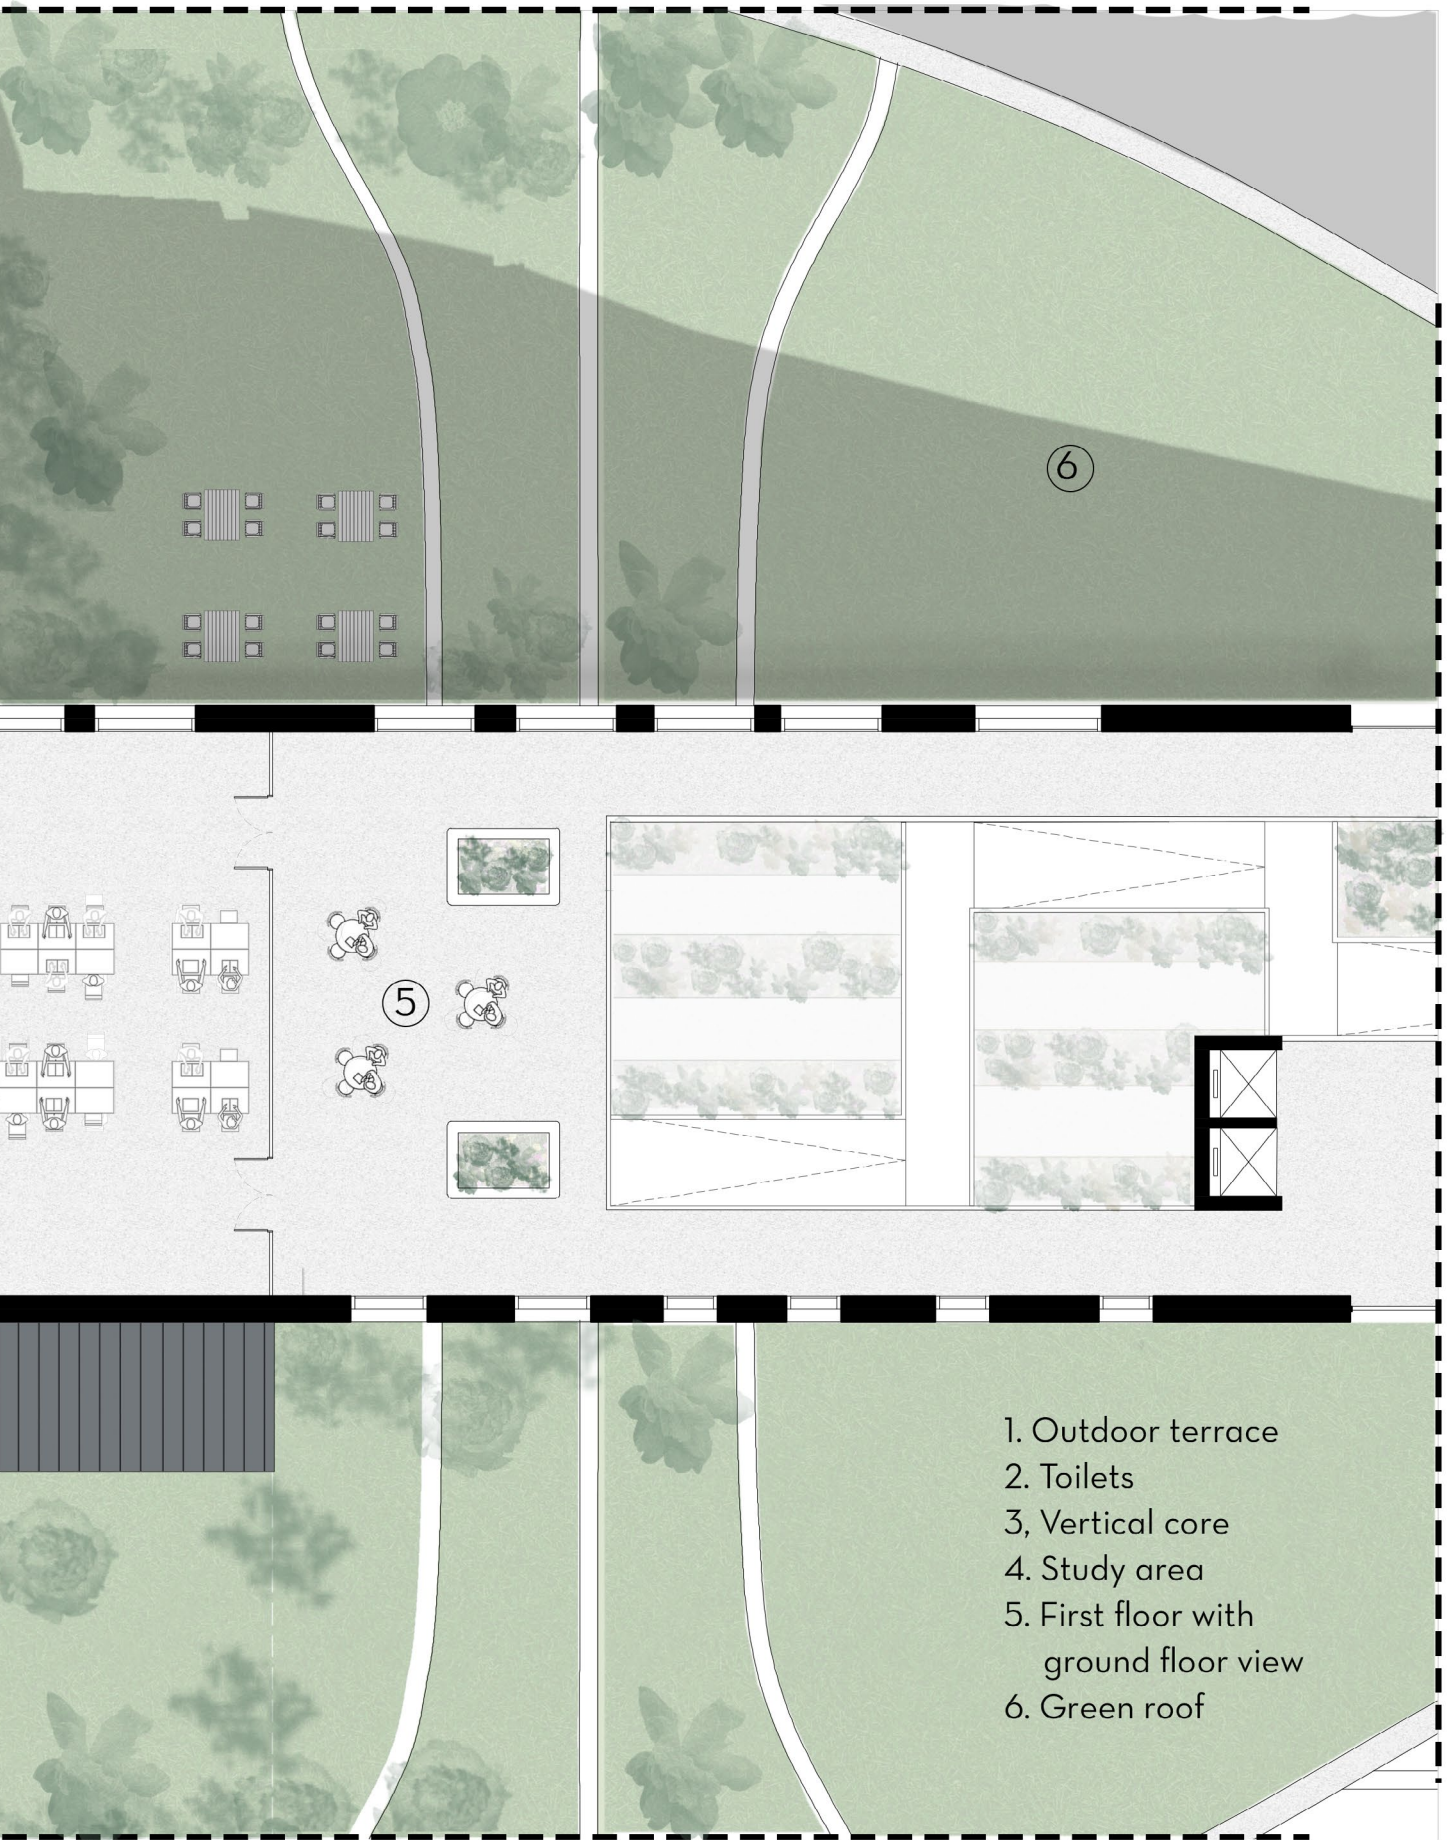 6
5
1. Outdoor terrace
2. Toilets
3, Vertical core
4. Study area
5. First floor with
ground floor view
6. Green roof